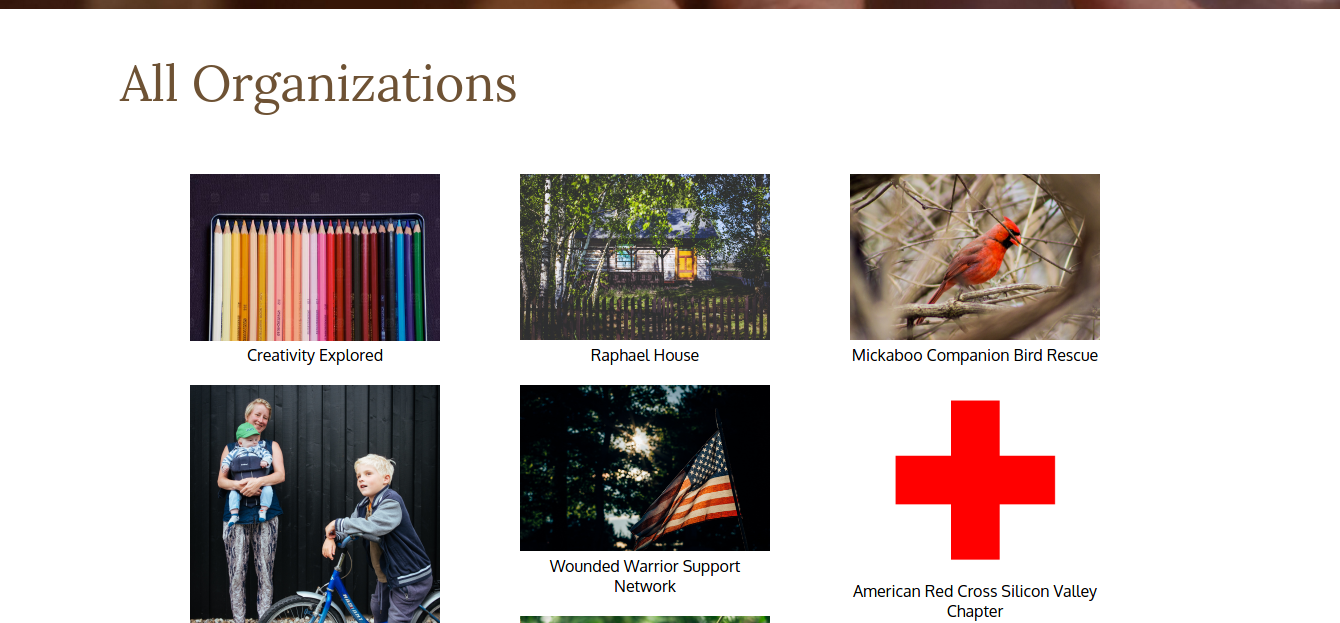 All Organizations
Creativity Explored
Raphael House
Mickaboo Companion Bird Rescue
Wounded Warrior Support
Network
American Red Cross Silicon Valley
Chapter